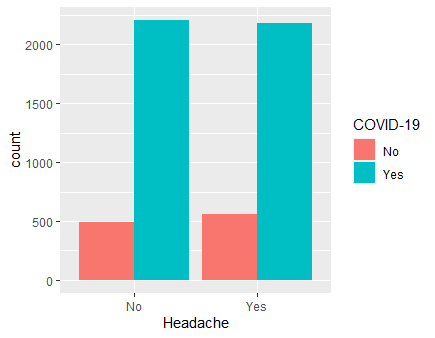 2000
1500
1000
500
0
count
No
Yes
Headache
COVID-19
No
Yes